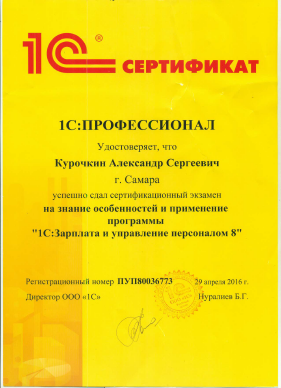 1С®
СЕРТИФИКАТ
1С:ПРОФЕССИОНАЛ
Удостоверяет, что
Курочкин Александр Сергеевич
г. Самара
успешно сдал сертификационный экзамен
на знание особенностей и применение
программы
"1С:Зарплата и управление персоналом 8"
Регистрационный номер ПУП80036773 29 апреля 2016 г.
Директор ООО «1С» Нуралиев Б.Г.